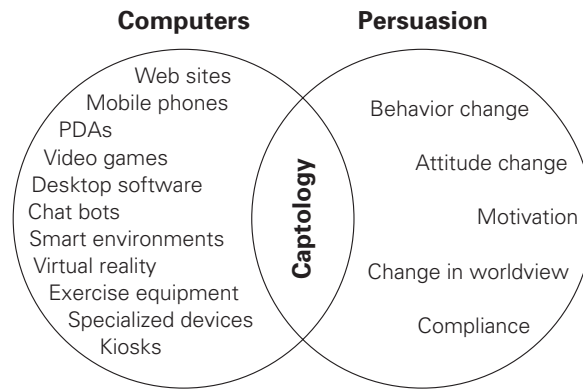 Computers
Persuasion
Web sites
Mobile phones
PDAs
Video games
Desktop software
Chat bots
Smart environments
Virtual reality
Exercise equipment
Specialized devices
Kiosks
Captology
Behavior change
Attitude change
Motivation
Change in worldview
Compliance